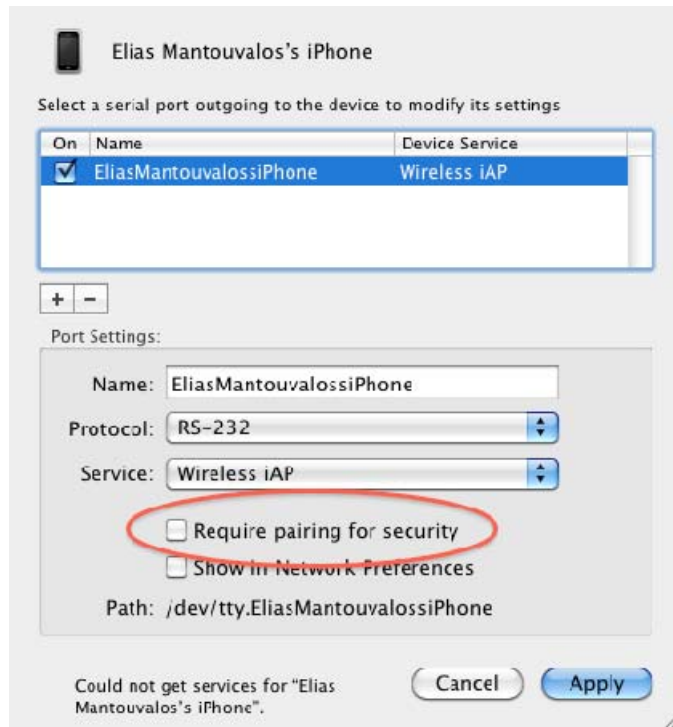 Elias Mantouvalos's iPhone
Select a serial port outgoing to the device to modify its settings
On Name Device Service
EliasMantouvalossiPhone Wireless iAP
+ −
Port Settings:
Name: EliasMantouvalossiPhone
Protocol: RS-232
Service: Wireless iAP
Require pairing for security
Show in Network Preferences
Path: /dev/tty.EliasMantouvalossiPhone
Could not get services for “Elias
Mantouvalos's iPhone”.
Cancel Apply